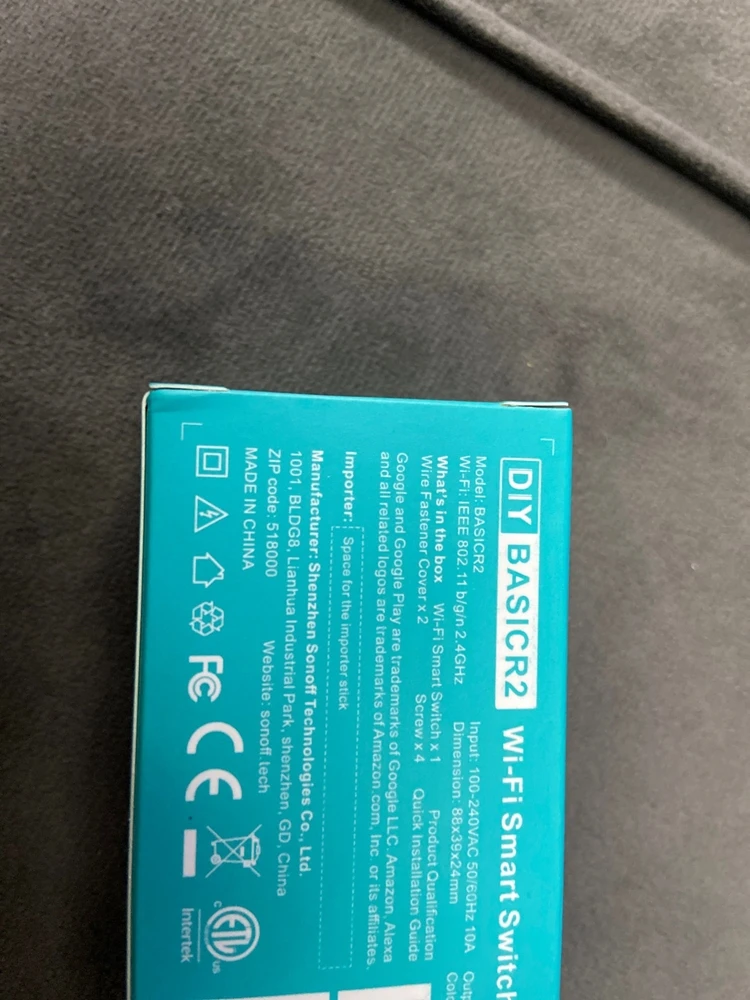 DIY BASICR2 Wi-Fi Smart Switch
Model: BASICR2 Input: 100-240VAC 50/60Hz 10A
Wi-Fi: IEEE 802.11 b/g/n 2.4GHz Dimension: 88x39x24mm
What's in the box Wi-Fi Smart Switch x 1 Product Qualification
Wire Fastener Cover x 2 Screw x 4 Quick Installation Guide
Google and Google Play are trademarks of Google LLC. Amazon, Alexa
and all related logos are trademarks of Amazon.com, Inc. or its affiliates.
Importer: Space for the importer stick
Manufacturer: Shenzhen Sonoff Technologies Co., Ltd.
1001, BLDG8, Lianhua Industrial Park, shenzhen, GD, China
ZIP code: 518000 Website: sonoff.tech
MADE IN CHINA
FC CE c ETL us
Intertek